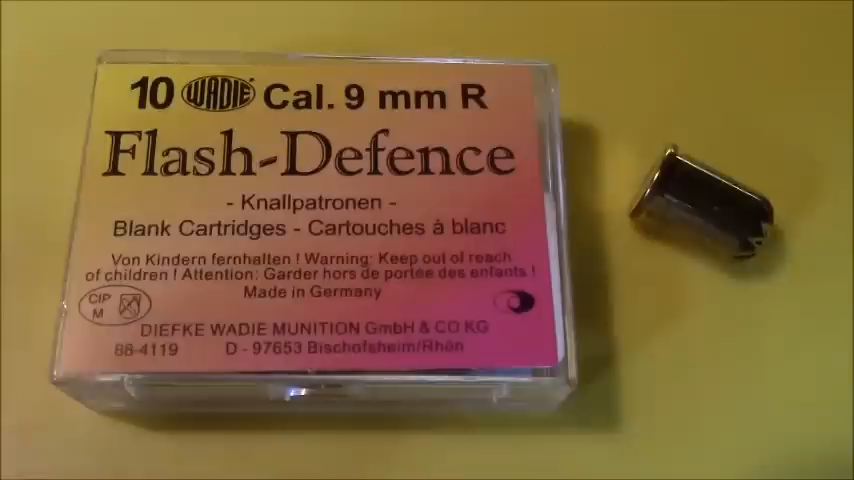 10 WADIE Cal. 9 mm R
Flash-Defence
- Knallpatronen -
Blank Cartridges - Cartouches à blanc
Von Kindern fernhalten ! Warning: Keep out of reach
of children ! Attention: Garder hors de portée des enfants !
Made in Germany
CIP
M
DIEFKE WADIE MUNITION GmbH & CO KG
88-4119 D - 97653 Bischofsheim/Rhön